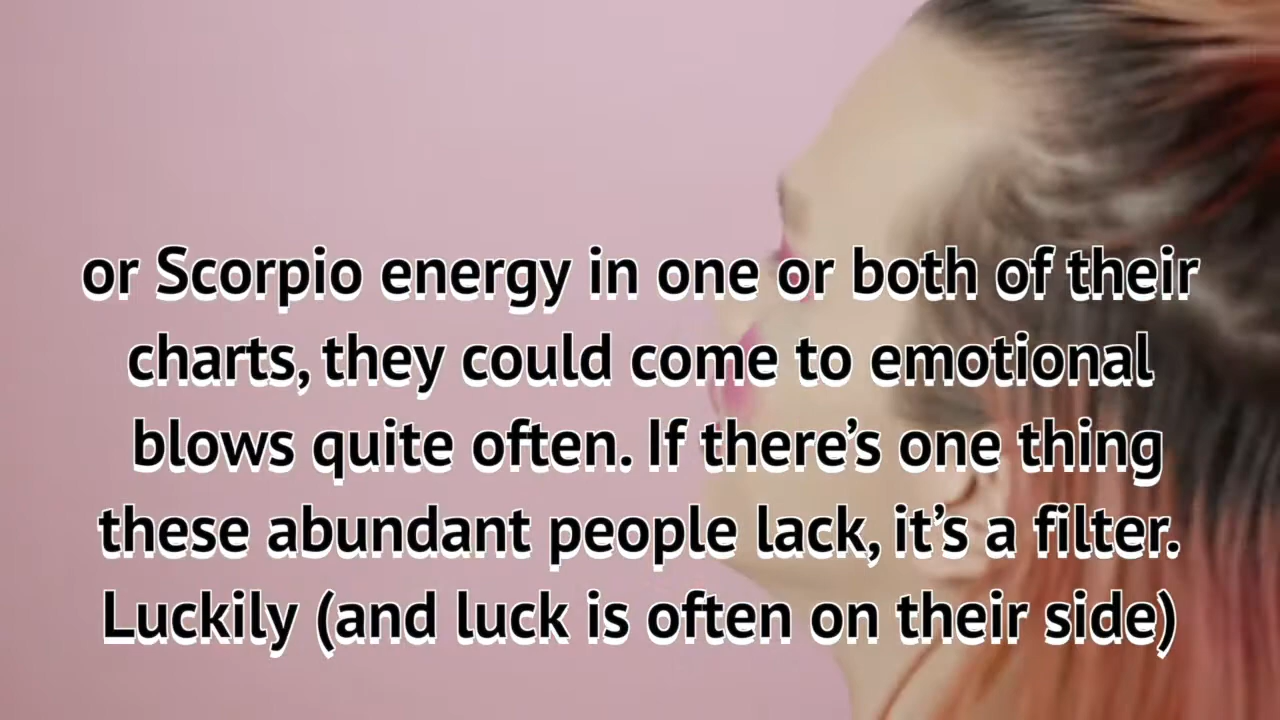 or Scorpio energy in one or both of their
charts, they could come to emotional
blows quite often. If there’s one thing
these abundant people lack, it’s a filter.
Luckily (and luck is often on their side)